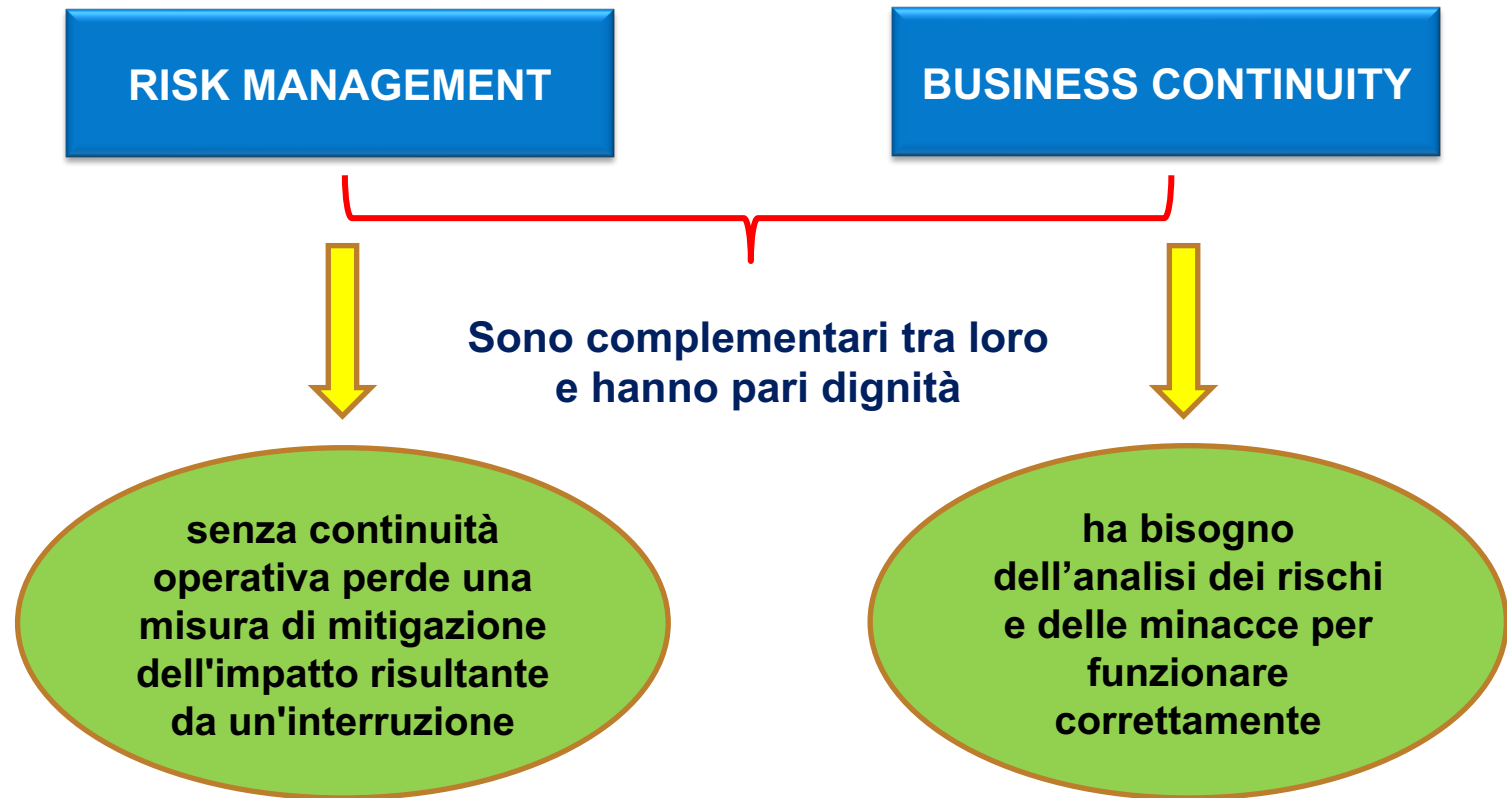 RISK MANAGEMENT
BUSINESS CONTINUITY
Sono complementari tra loro
e hanno pari dignità
senza continuità
operativa perde una
misura di mitigazione
dell'impatto risultante
da un'interruzione
ha bisogno
dell’analisi dei rischi
e delle minacce per
funzionare
correttamente